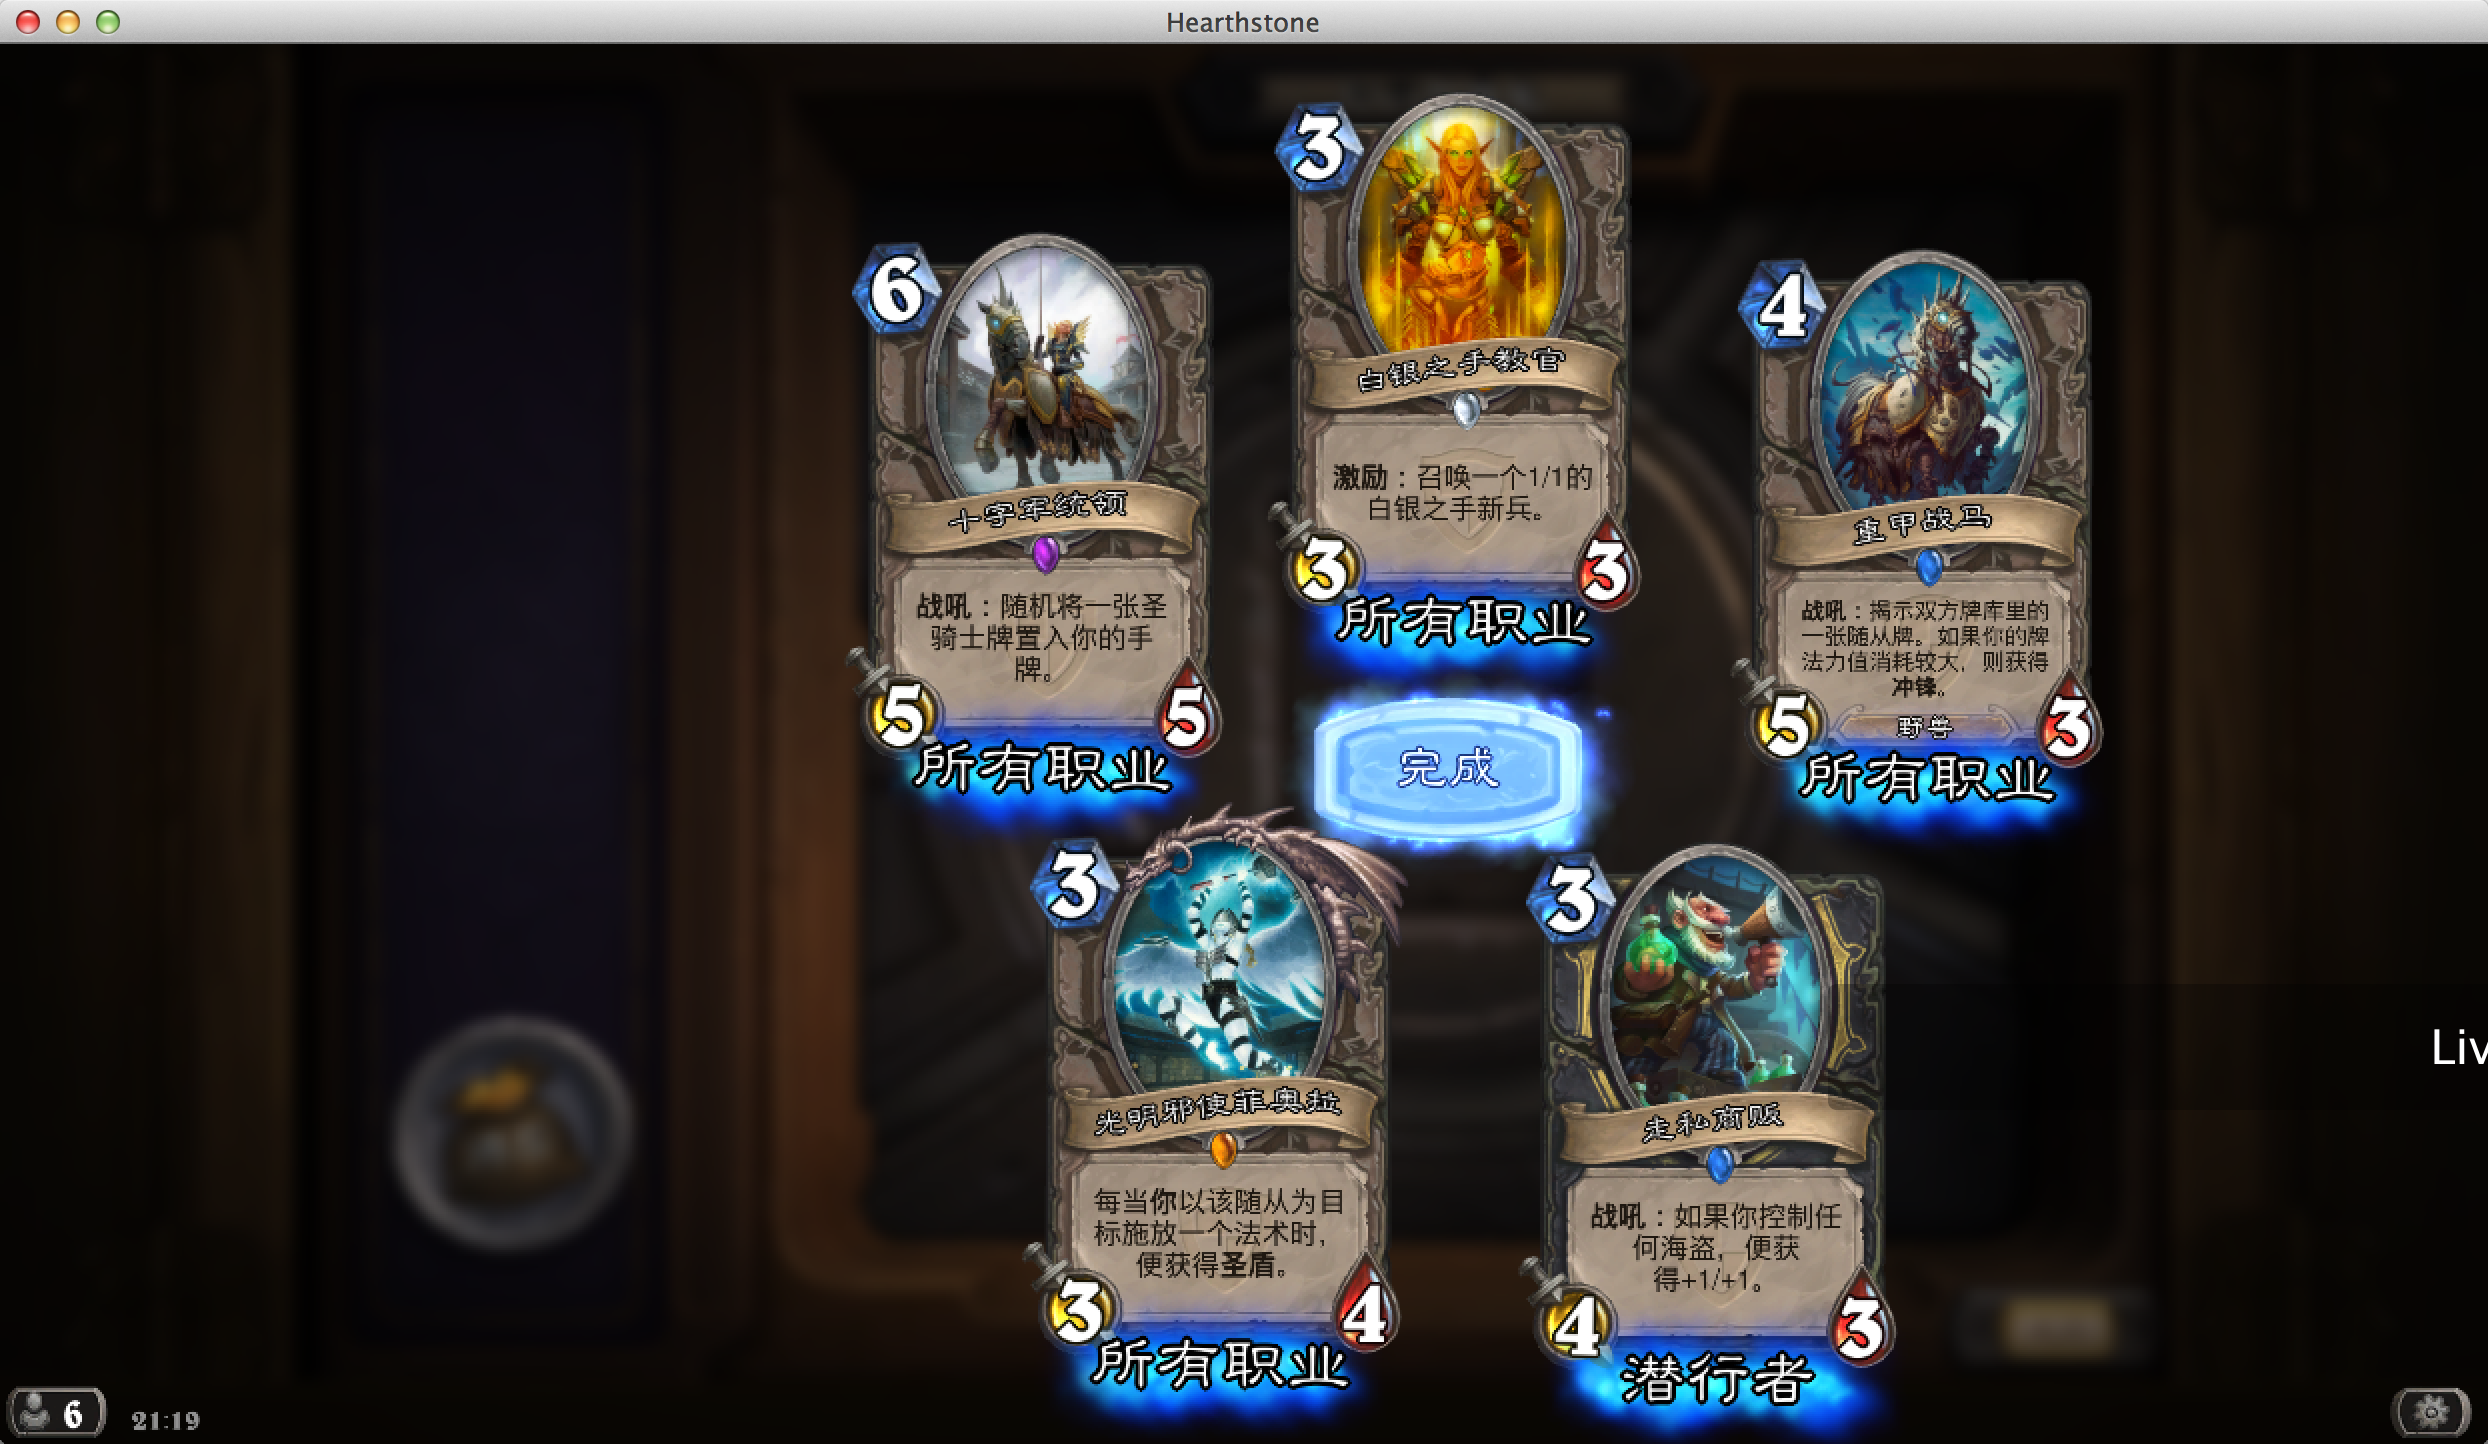 Hearthstone
3
白银之手教官
激励：召唤一个1/1的
白银之手新兵。
3
3
所有职业
6
十字军统领
战吼：随机将一张圣
骑士牌置入你的手
牌。
5
5
所有职业
4
重甲战马
战吼：揭示双方牌库里的
一张随从牌。如果你的牌
法力值消耗较大，则获得
冲锋。
野兽
5
3
所有职业
完成
3
光明邪使菲奥拉
每当你以该随从为目
标施放一个法术时，
便获得圣盾。
3
4
所有职业
3
走私商贩
战吼：如果你控制任
何海盗，便获
得+1/+1。
4
3
潜行者
Liv
6
21:19